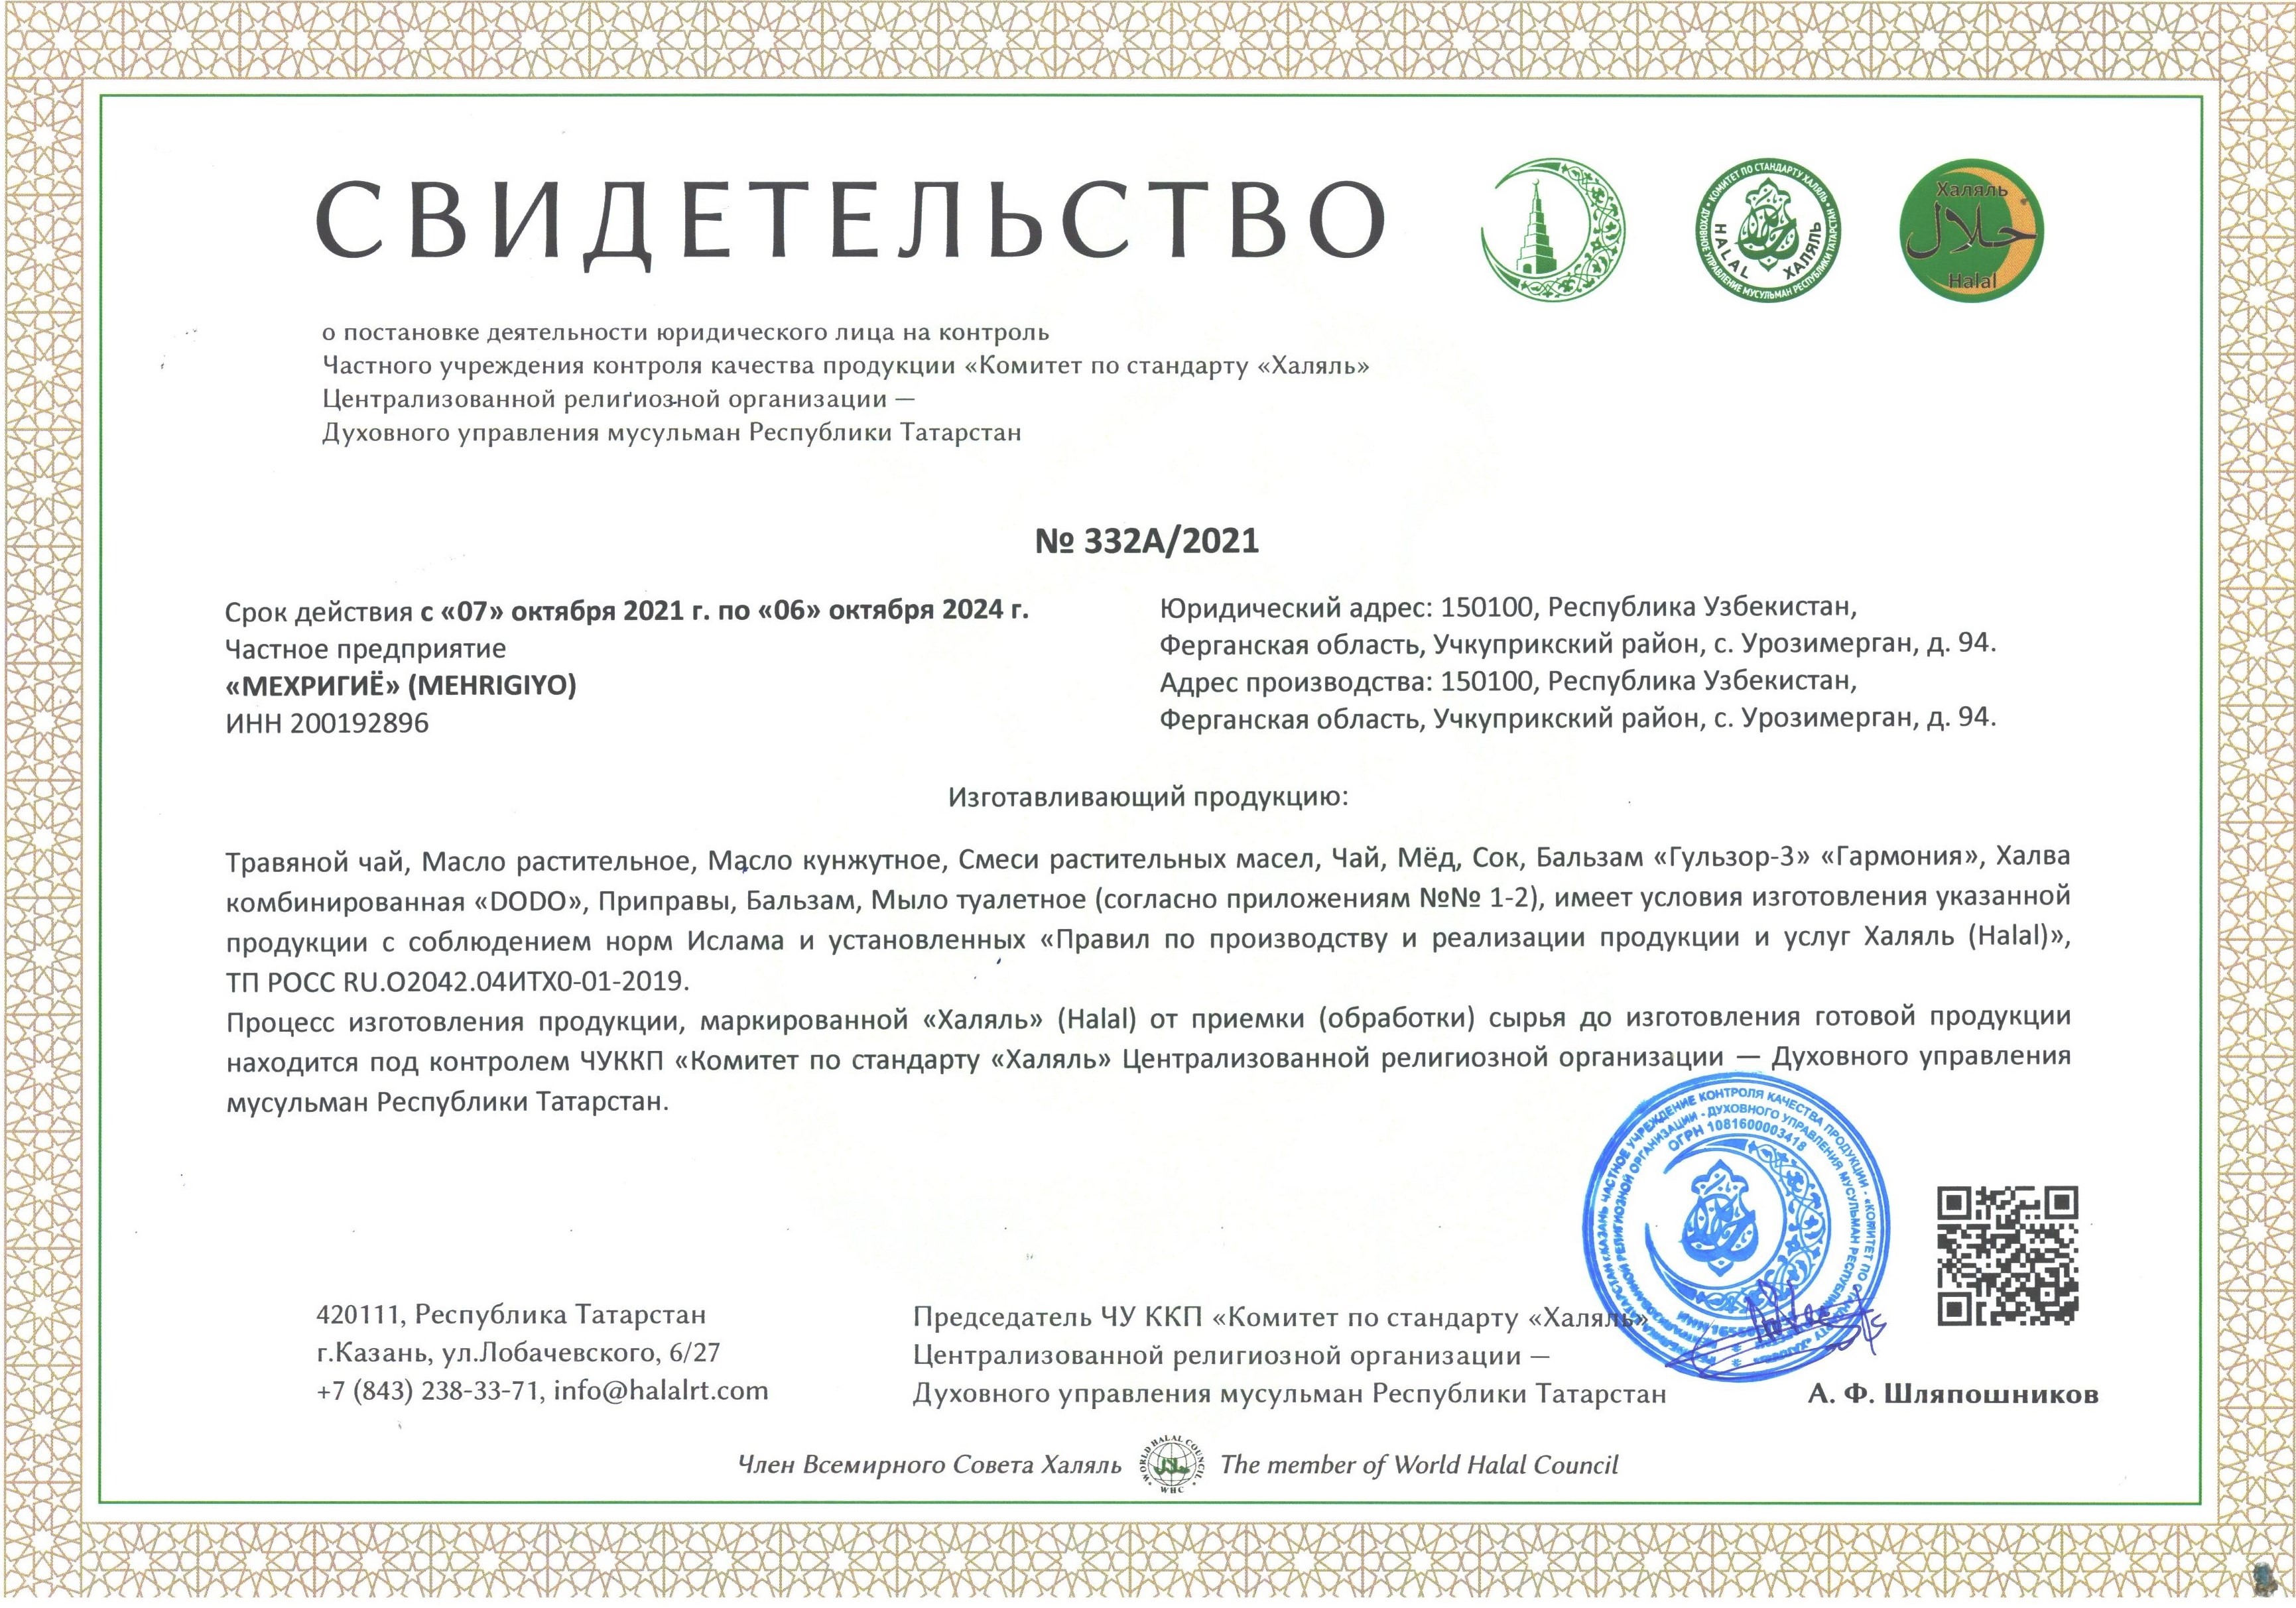 СВИДЕТЕЛЬСТВО
Халяль
حلال
Halal
КОМИТЕТ ПО СТАНДАРТУ ХАЛЯЛЬ • ДУХОВНОЕ УПРАВЛЕНИЕ МУСУЛЬМАН РЕСПУБЛИКИ ТАТАРСТАН •
HALAL ХАЛЯЛЬ
о постановке деятельности юридического лица на контроль
Частного учреждения контроля качества продукции «Комитет по стандарту «Халяль»
Централизованной религиозной организации —
Духовного управления мусульман Республики Татарстан
№ 332А/2021
Срок действия с «07» октября 2021 г. по «06» октября 2024 г.
Частное предприятие
«МЕХРИГИЁ» (MEHRIGIYO)
ИНН 200192896
Юридический адрес: 150100, Республика Узбекистан,
Ферганская область, Учкуприкский район, с. Урозимерган, д. 94.
Адрес производства: 150100, Республика Узбекистан,
Ферганская область, Учкуприкский район, с. Урозимерган, д. 94.
Изготавливающий продукцию:
Травяной чай, Масло растительное, Масло кунжутное, Смеси растительных масел, Чай, Мёд, Сок, Бальзам «Гульзор-3» «Гармония», Халва
комбинированная «DODO», Приправы, Бальзам, Мыло туалетное (согласно приложениям №№ 1-2), имеет условия изготовления указанной
продукции с соблюдением норм Ислама и установленных «Правил по производству и реализации продукции и услуг Халяль (Halal)»,
ТП РОСС RU.О2042.04ИТХ0-01-2019.
Процесс изготовления продукции, маркированной «Халяль» (Halal) от приемки (обработки) сырья до изготовления готовой продукции
находится под контролем ЧУККП «Комитет по стандарту «Халяль» Централизованной религиозной организации — Духовного управления
мусульман Республики Татарстан.
ЧАСТНОЕ УЧРЕЖДЕНИЕ КОНТРОЛЯ КАЧЕСТВА ПРОДУКЦИИ - «КОМИТЕТ ПО СТАНДАРТУ «ХАЛЯЛЬ»
РЕЛИГИОЗНОЙ ОРГАНИЗАЦИИ - ДУХОВНОГО УПРАВЛЕНИЯ МУСУЛЬМАН РЕСПУБЛИКИ
ОГРН 1081600003418
420111, Республика Татарстан
г.Казань, ул.Лобачевского, 6/27
+7 (843) 238-33-71, info@halalrt.com
Председатель ЧУ ККП «Комитет по стандарту «Халяль»
Централизованной религиозной организации —
Духовного управления мусульман Республики Татарстан
А. Ф. Шляпошников
Член Всемирного Совета Халяль
WORLD HALAL COUNCIL
WHC
The member of World Halal Council